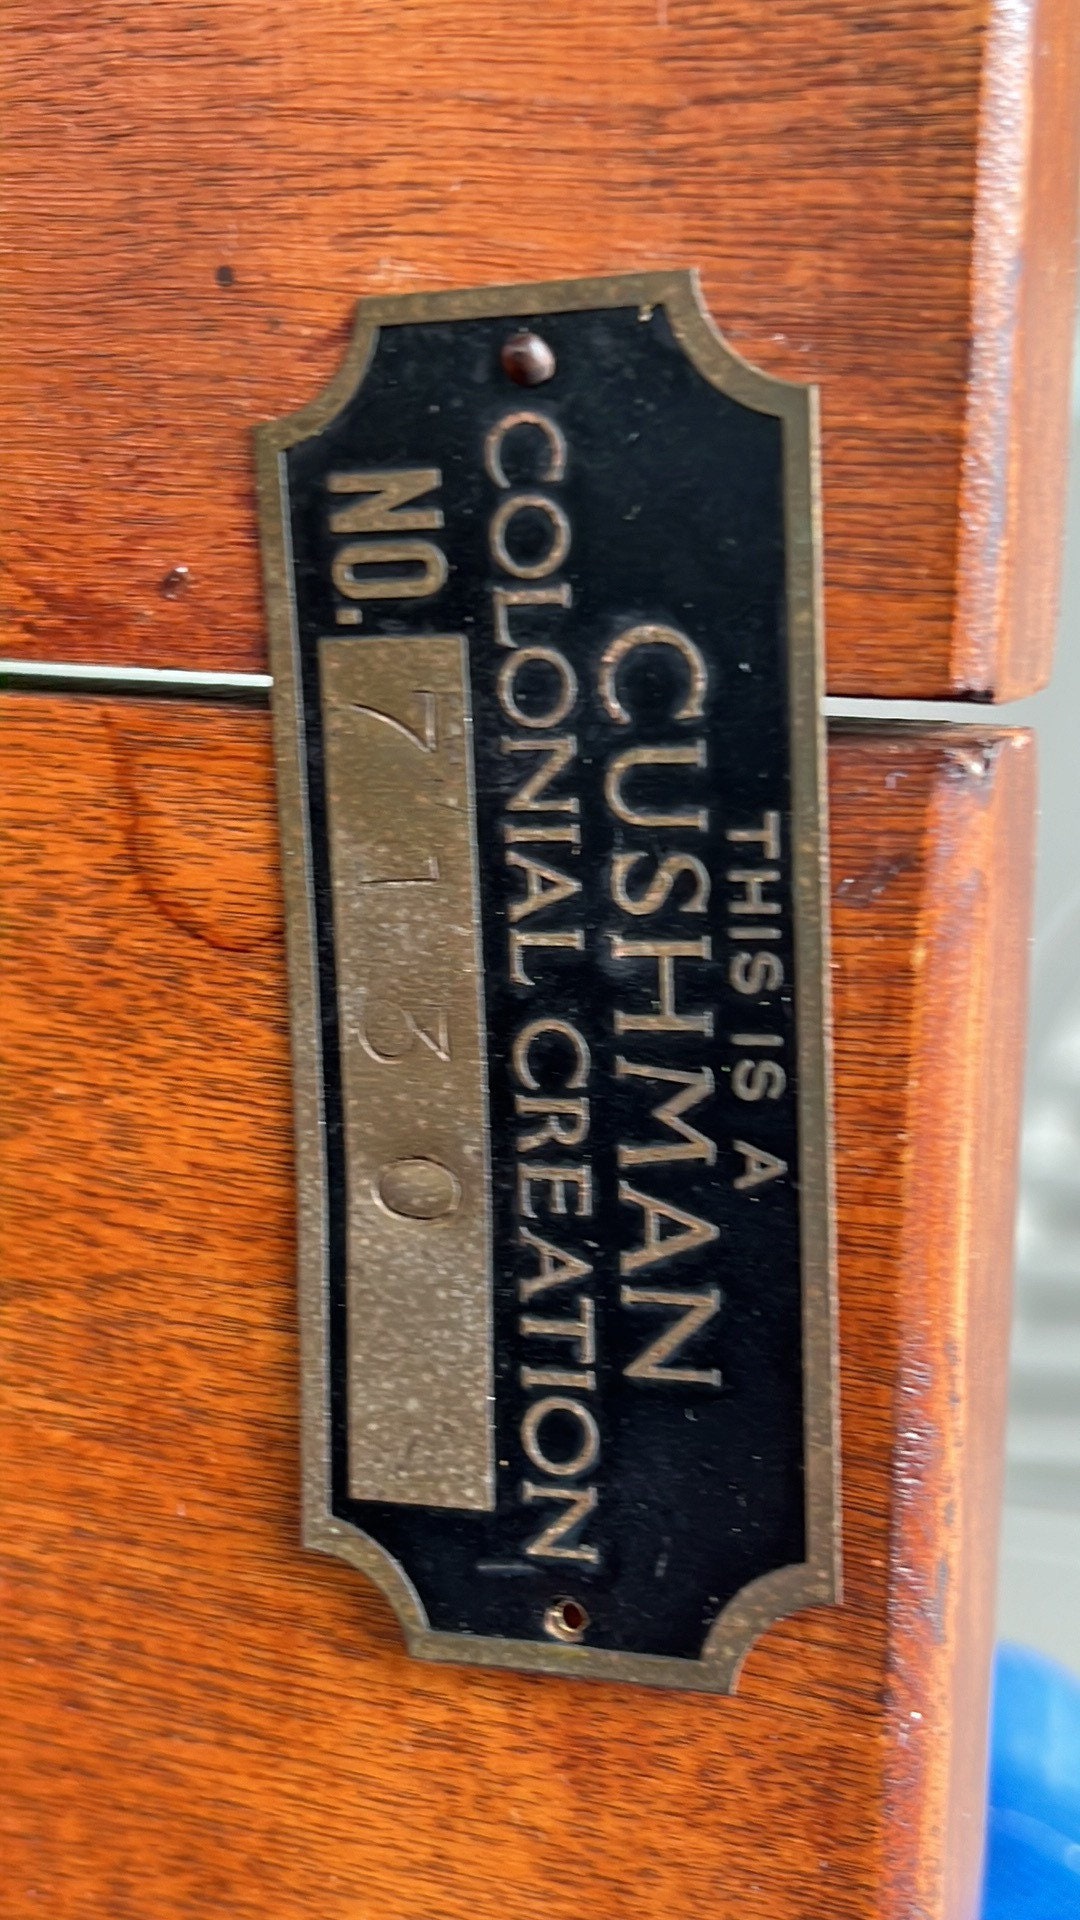 THIS IS A
CUSHMAN
COLONIAL CREATION
NO. 7130